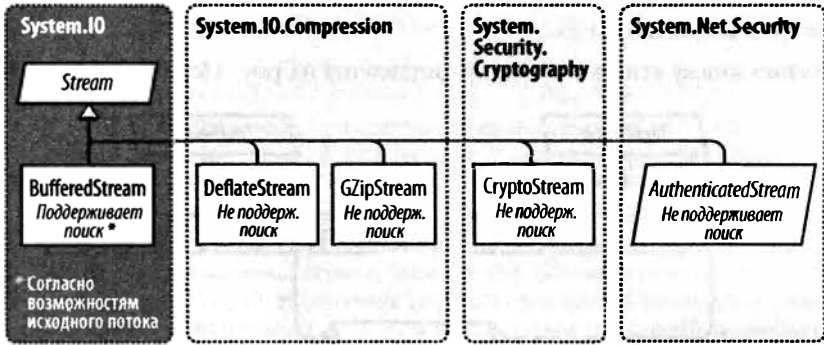 System.IO
Stream
BufferedStream
Поддерживает
поиск *
* Согласно
возможностям
исходного потока
System.IO.Compression
DeflateStream
Не поддерж.
поиск
GZipStream
Не поддерж.
поиск
System.
Security.
Cryptography
CryptoStream
Не поддерж.
поиск
System.Net.Security
AuthenticatedStream
Не поддерживает
поиск